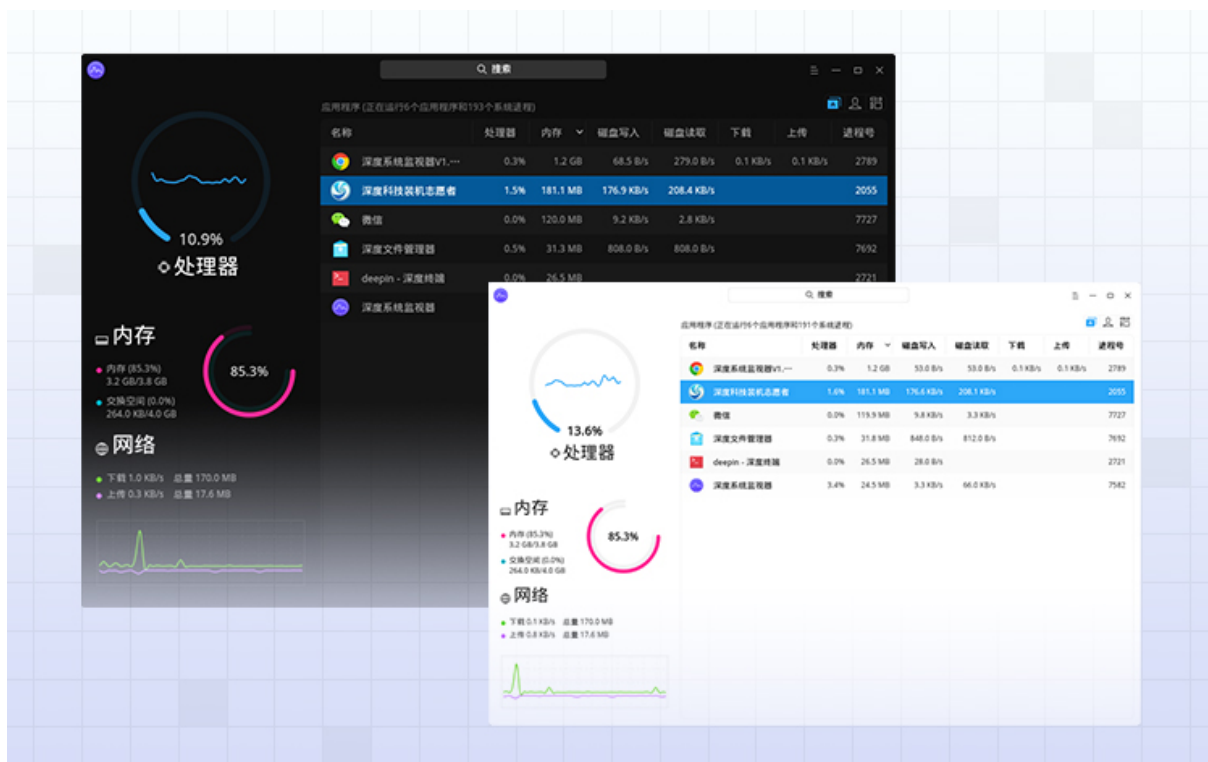 搜索
应用程序 (正在运行6个应用程序和193个系统进程)
名称 处理器 内存 磁盘写入 磁盘读取 下载 上传 进程号
深度系统监视器V1.··· 0.3% 1.2 GB 68.5 B/s 279.0 B/s 0.1 KB/s 0.1 KB/s 2789
深度科技装机志愿者 1.5% 181.1 MB 176.9 KB/s 208.4 KB/s 2055
微信 0.0% 120.0 MB 9.2 KB/s 2.8 KB/s 7727
深度文件管理器 0.5% 31.3 MB 808.0 B/s 808.0 B/s 7692
deepin - 深度终端 0.0% 26.5 MB 2721
深度系统监视器
10.9%
处理器
内存
内存 (85.3%)
3.2 GB/3.8 GB
交换空间 (0.0%)
264.0 KB/4.0 GB
85.3%
网络
下载 1.0 KB/s 总量 170.0 MB
上传 0.3 KB/s 总量 17.6 MB
搜索
应用程序 (正在运行6个应用程序和191个系统进程)
名称 处理器 内存 磁盘写入 磁盘读取 下载 上传 进程号
深度系统监视器V1.··· 0.3% 1.2 GB 53.0 B/s 53.0 B/s 0.1 KB/s 0.1 KB/s 2789
深度科技装机志愿者 1.6% 181.1 MB 176.6 KB/s 208.1 KB/s 2055
微信 0.0% 119.9 MB 9.8 KB/s 3.3 KB/s 7727
深度文件管理器 0.3% 31.8 MB 848.0 B/s 812.0 B/s 7692
deepin - 深度终端 0.0% 26.5 MB 28.0 B/s 2721
深度系统监视器 3.4% 24.5 MB 3.3 KB/s 66.0 KB/s 7582
13.6%
处理器
内存
内存 (85.3%)
3.2 GB/3.8 GB
交换空间 (0.0%)
264.0 KB/4.0 GB
85.3%
网络
下载 0.1 KB/s 总量 170.0 MB
上传 0.8 KB/s 总量 17.6 MB